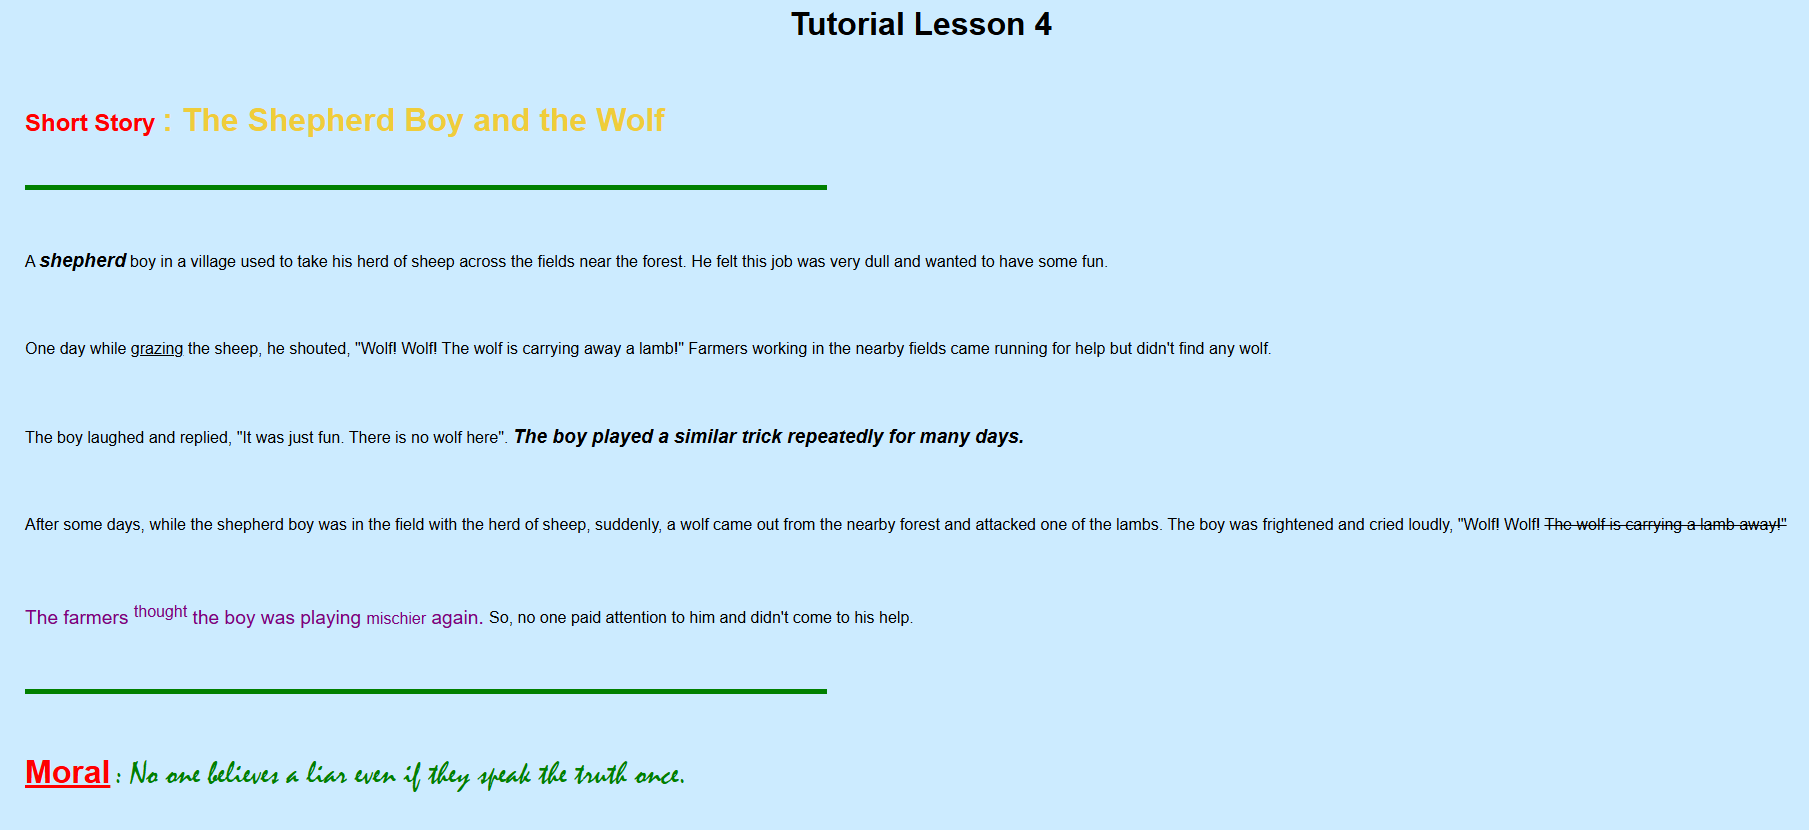 Tutorial Lesson 4
Short Story : The Shepherd Boy and the Wolf
A shepherd boy in a village used to take his herd of sheep across the fields near the forest. He felt this job was very dull and wanted to have some fun.
One day while grazing the sheep, he shouted, "Wolf! Wolf! The wolf is carrying away a lamb!" Farmers working in the nearby fields came running for help but didn't find any wolf.
The boy laughed and replied, "It was just fun. There is no wolf here". The boy played a similar trick repeatedly for many days.
After some days, while the shepherd boy was in the field with the herd of sheep, suddenly, a wolf came out from the nearby forest and attacked one of the lambs. The boy was frightened and cried loudly, "Wolf! Wolf! The wolf is carrying a lamb away!"
The farmers thought the boy was playing mischier again. So, no one paid attention to him and didn't come to his help.
Moral : No one believes a liar even if they speak the truth once.